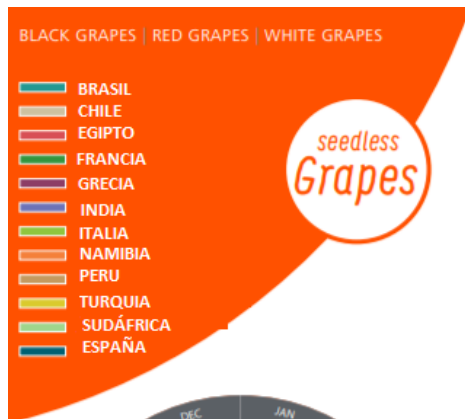 BLACK GRAPES | RED GRAPES | WHITE GRAPES
BRASIL
CHILE
EGIPTO
FRANCIA
GRECIA
INDIA
ITALIA
NAMIBIA
PERU
TURQUIA
SUDÁFRICA
ESPAÑA
seedless
Grapes
DEC JAN